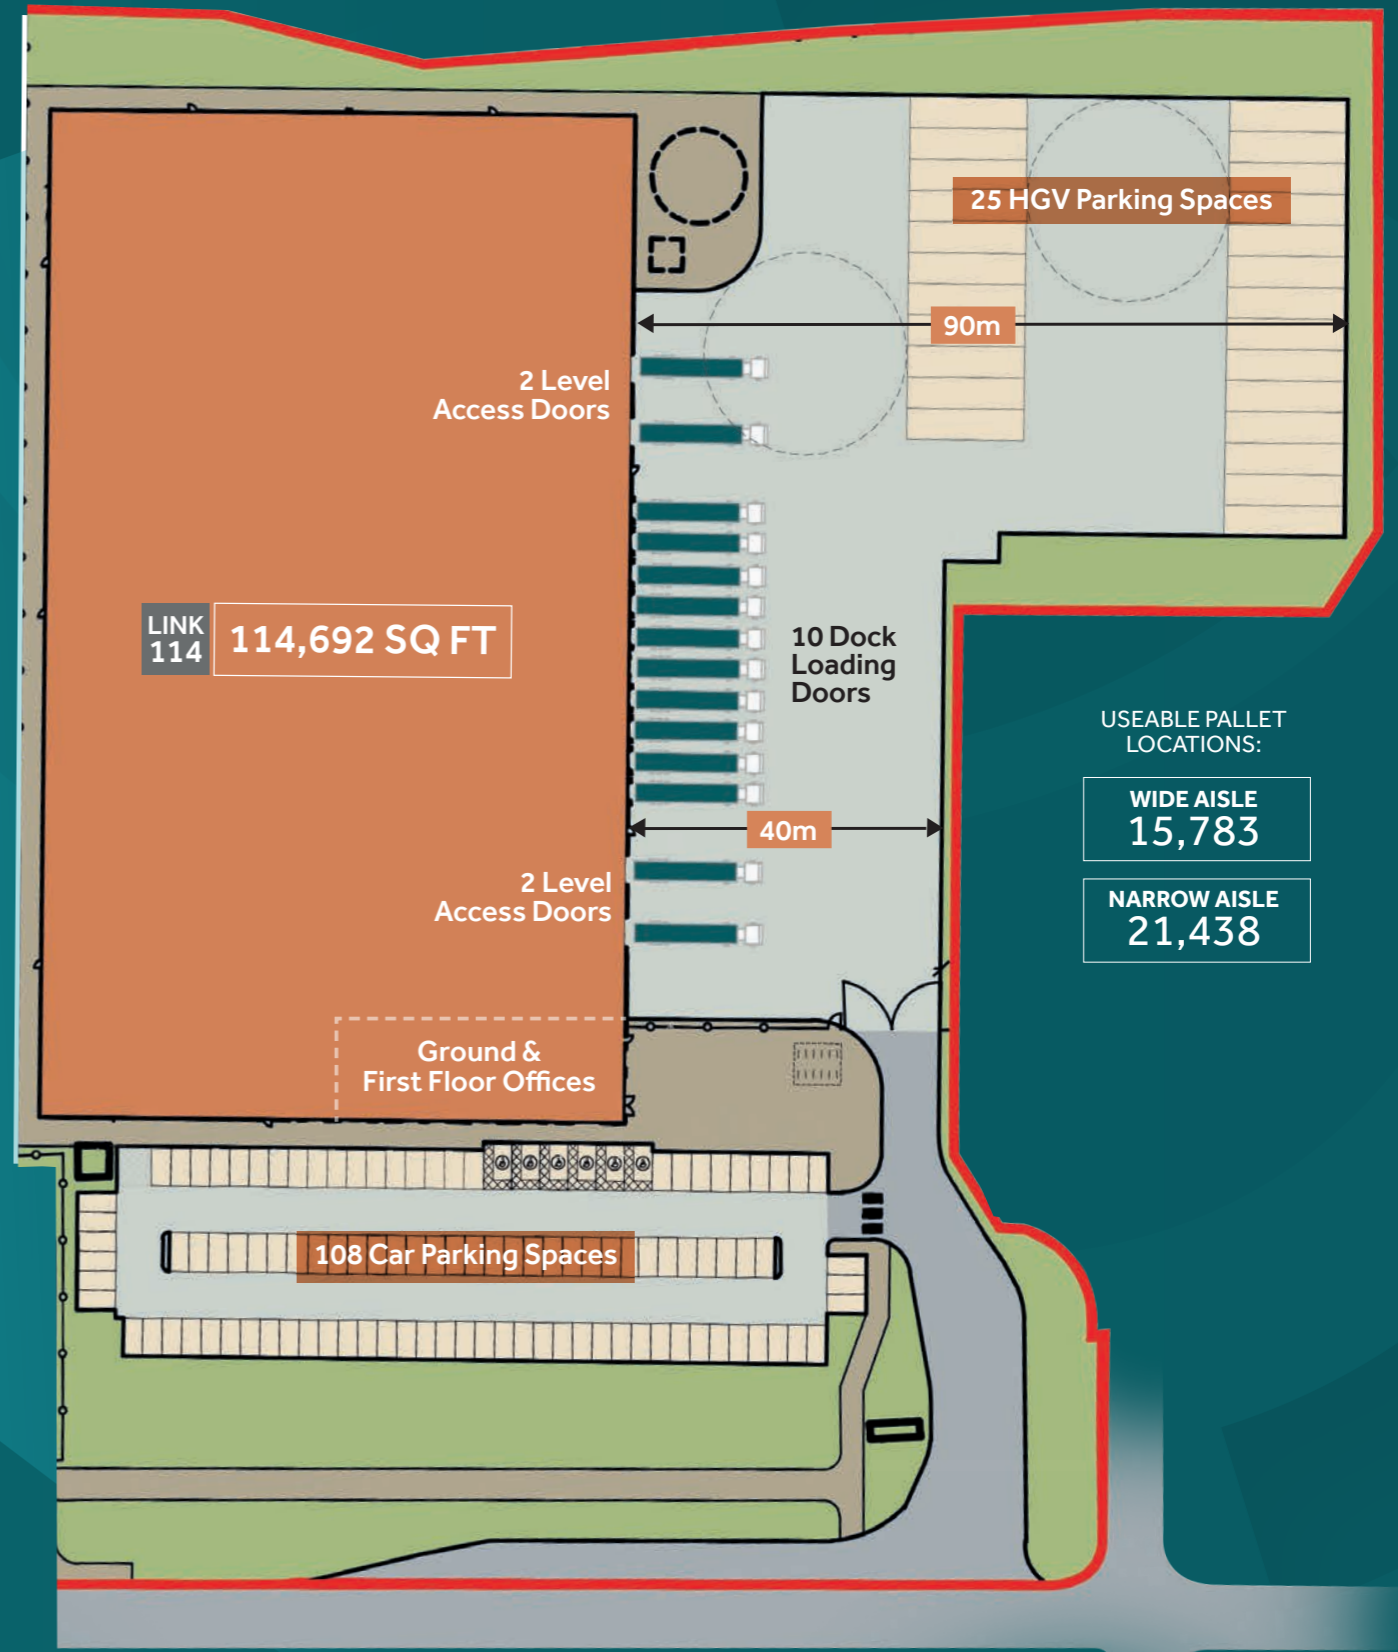 25 HGV Parking Spaces
90m
2 Level
Access Doors
LINK
114
114,692 SQ FT
10 Dock
Loading
Doors
USEABLE PALLET
LOCATIONS:
WIDE AISLE
15,783
NARROW AISLE
21,438
40m
2 Level
Access Doors
Ground &
First Floor Offices
108 Car Parking Spaces